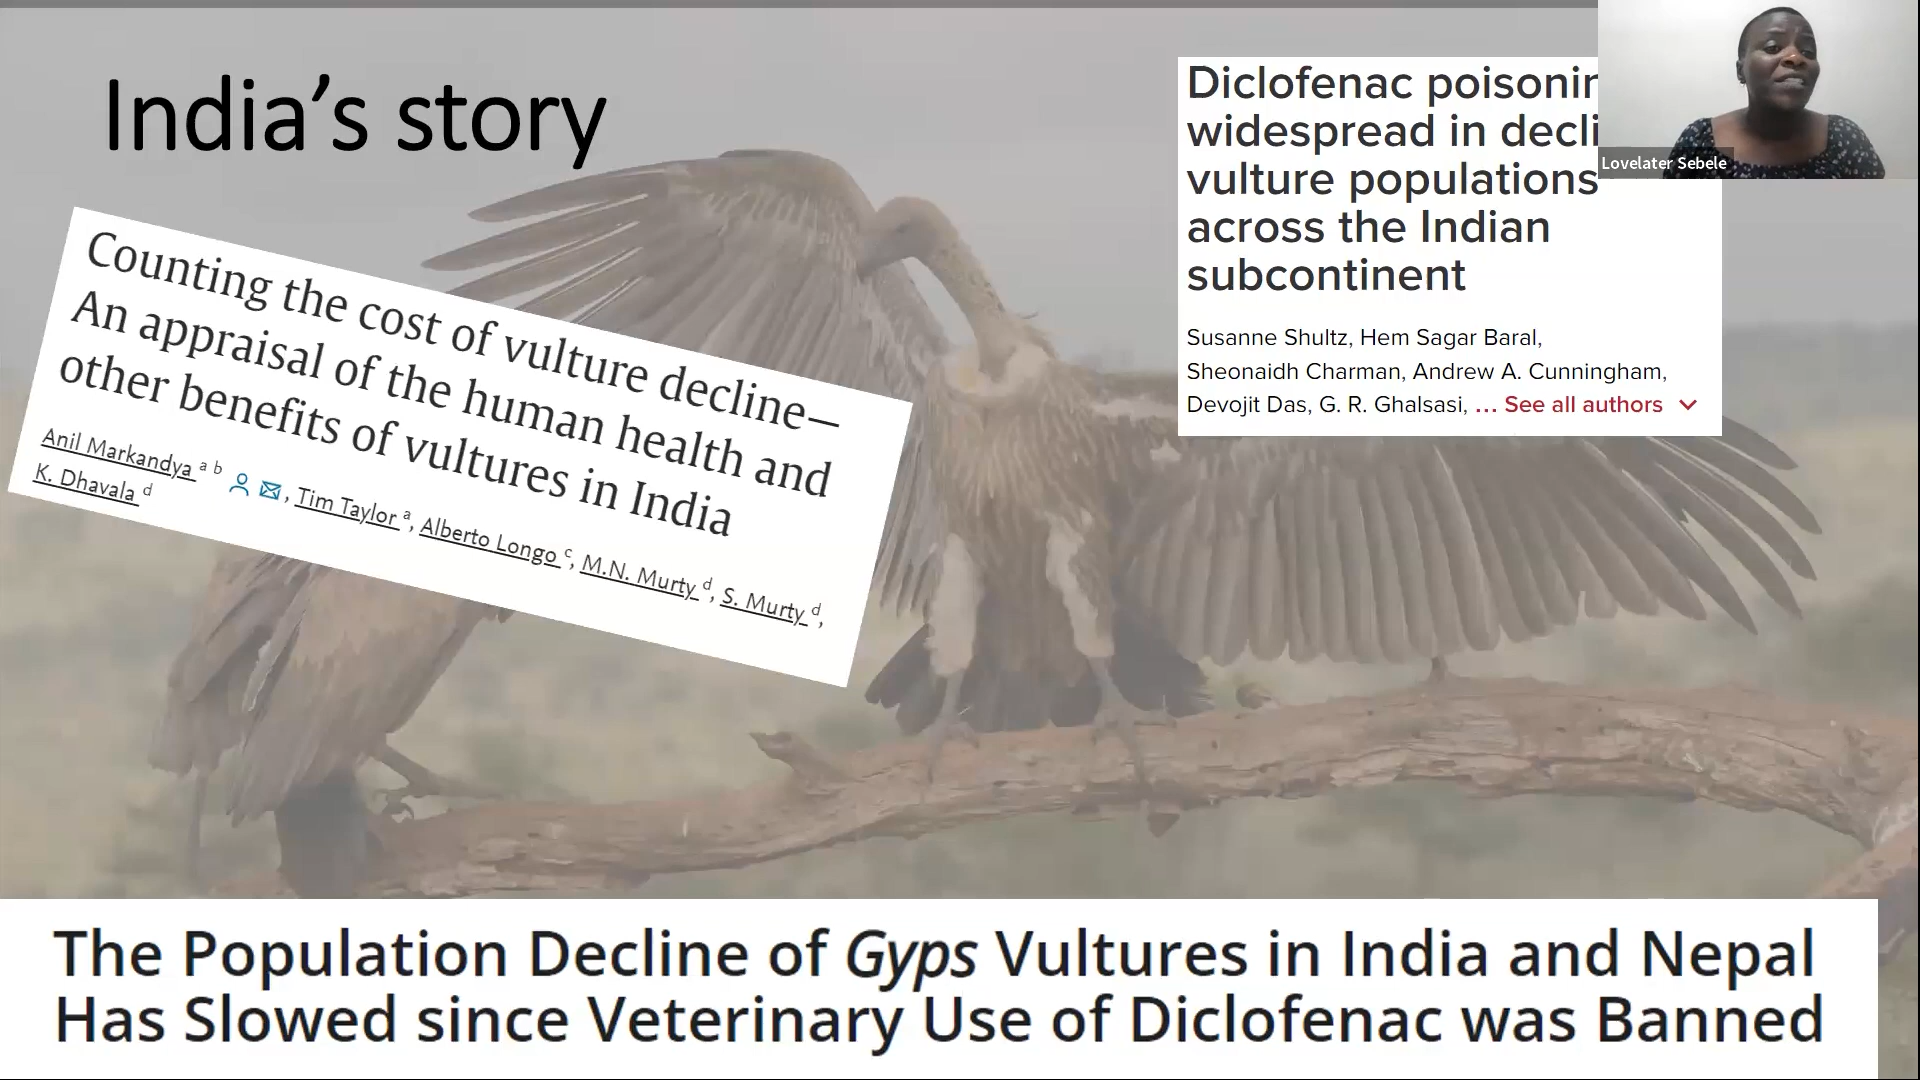 India’s story
Diclofenac
widespread in
vulture populations
across the Indian
subcontinent
Susanne Shultz, Hem Sagar Baral,
Sheonaidh Charman, Andrew A. Cunningham,
Devojit Das, G. R. Ghalsasi, ... See all authors
Lovelater Sebele
Counting the cost of vulture decline—
An appraisal of the human health and
other benefits of vultures in India
Anil Markandya a b , Tim Taylor a, Alberto Longo c, M.N. Murty d, S. Murty d,
K. Dhavala d
The Population Decline of Gyps Vultures in India and Nepal
Has Slowed since Veterinary Use of Diclofenac was Banned